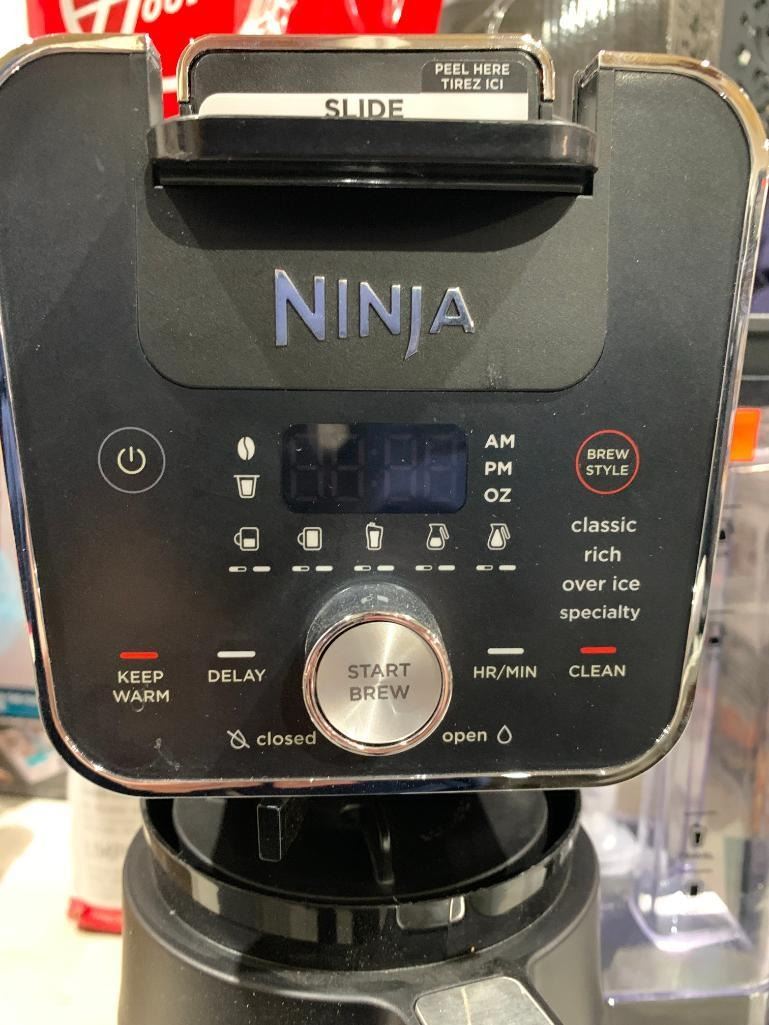 PEEL HERE
TIREZ ICI
SLIDE
NINJA
AM
PM
OZ
BREW
STYLE
classic
rich
over ice
specialty
KEEP
WARM
DELAY
START
BREW
HR/MIN
CLEAN
closed
open